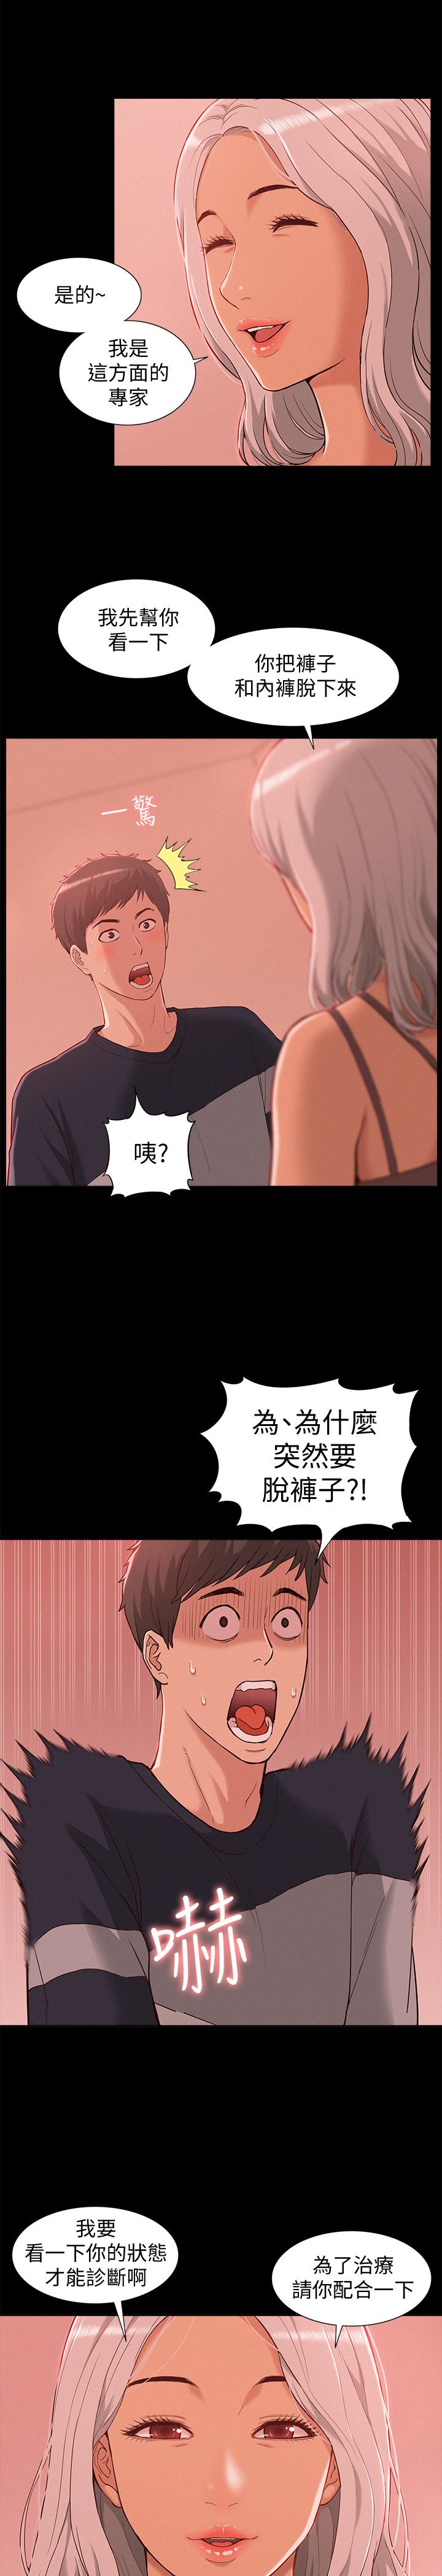 是的~
我是
這方面的
專家
我先幫你
看一下
你把褲子
和內褲脫下來
一驚
咦?
為、為什麼
突然要
脫褲子?!
嚇
我要
看一下你的狀態
才能診斷啊
為了治療
請你配合一下